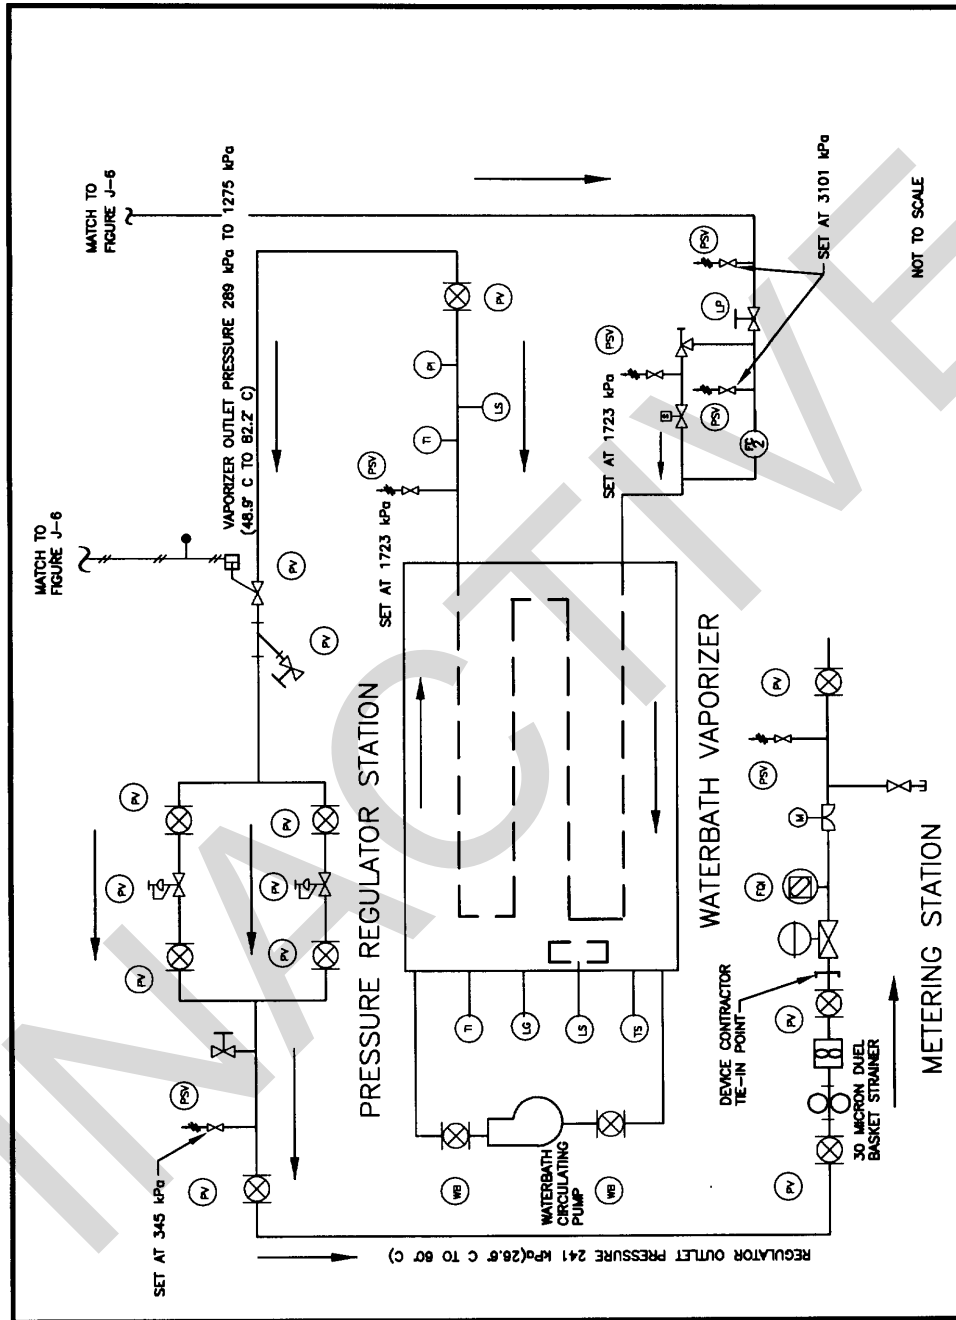 MATCH TO
FIGURE J-6
MATCH TO
FIGURE J-6
VAPORIZER OUTLET PRESSURE 289 kPa TO 1275 kPa
(48.9° C TO 82.2° C)
PV
PV
PV
PI
LS
TI
PSV
SET AT 1723 kPa
PSV
LP
PSV
SET AT 3101 kPa
NOT TO SCALE
PSV
SET AT 1723 kPa
S
FC
2
PV
PV
PV
PV
PV
PV
PRESSURE REGULATOR STATION
WATERBATH VAPORIZER
TI
LG
LS
TS
PSV
SET AT 345 kPa
PV
WB
WB
WATERBATH
CIRCULATING
PUMP
REGULATOR OUTLET PRESSURE 241 kPa(26.6° C TO 60° C)
PV
PSV
M
FQI
DEVICE CONTRACTOR
TIE-IN POINT
PV
30 MICRON DUEL
BASKET STRAINER
PV
METERING STATION
INACTIVE